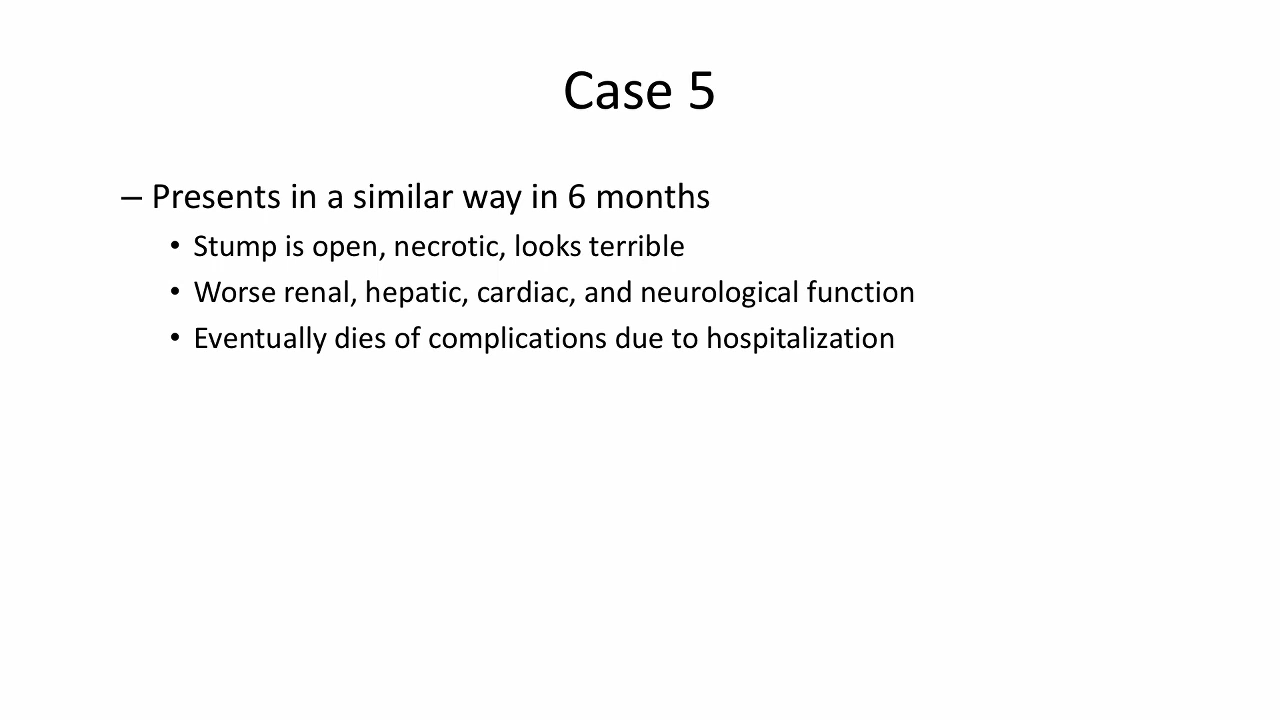 Case 5
– Presents in a similar way in 6 months
• Stump is open, necrotic, looks terrible
• Worse renal, hepatic, cardiac, and neurological function
• Eventually dies of complications due to hospitalization